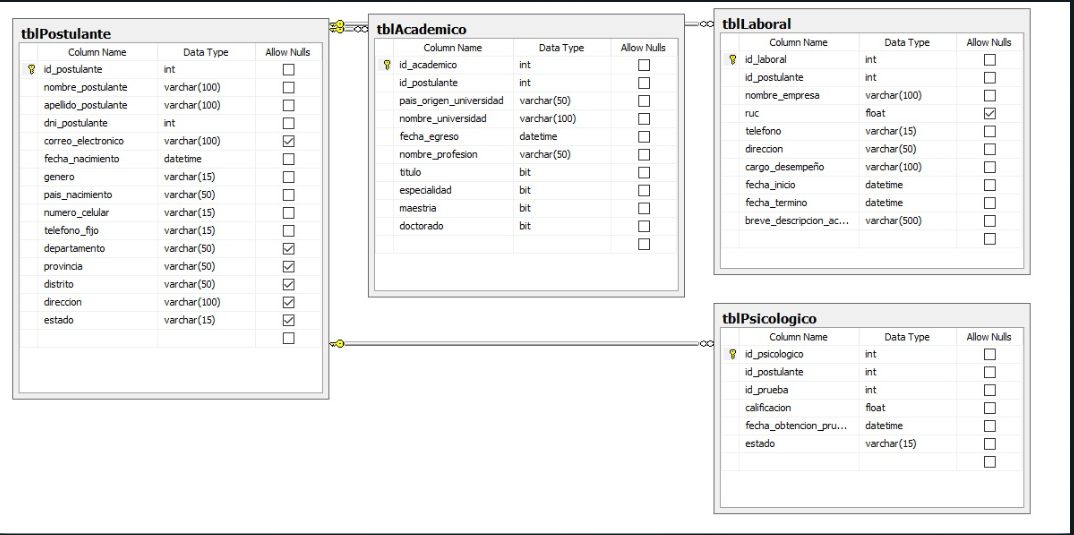 tblPostulante
Column Name Data Type Allow Nulls
id_postulante int
nombre_postulante varchar(100)
apellido_postulante varchar(100)
dni_postulante int
correo_electronico varchar(100)
fecha_nacimiento datetime
genero varchar(15)
pais_nacimiento varchar(50)
numero_celular varchar(15)
telefono_fijo varchar(15)
departamento varchar(50)
provincia varchar(50)
distrito varchar(50)
direccion varchar(100)
estado varchar(15)
tblAcademico
Column Name Data Type Allow Nulls
id_academico int
id_postulante int
pais_origen_universidad varchar(50)
nombre_universidad varchar(100)
fecha_egreso datetime
nombre_profesion varchar(50)
titulo bit
especialidad bit
maestria bit
doctorado bit
tblLaboral
Column Name Data Type Allow Nulls
id_laboral int
id_postulante int
nombre_empresa varchar(100)
ruc float
telefono varchar(15)
direccion varchar(50)
cargo_desempeño varchar(100)
fecha_inicio datetime
fecha_termino datetime
breve_descripcion_ac... varchar(500)
tblPsicologico
Column Name Data Type Allow Nulls
id_psicologico int
id_postulante int
id_prueba int
calificacion float
fecha_obtencion_pru... datetime
estado varchar(15)